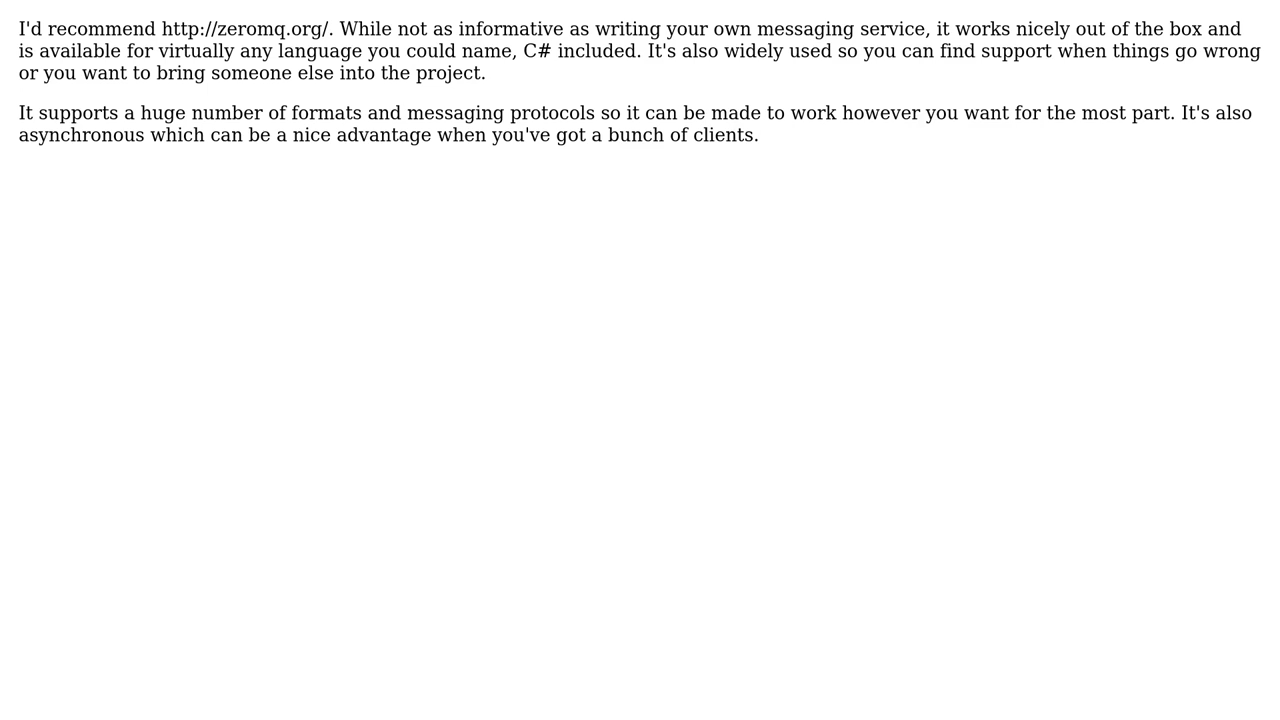 I'd recommend http://zeromq.org/. While not as informative as writing your own messaging service, it works nicely out of the box and
is available for virtually any language you could name, C# included. It's also widely used so you can find support when things go wrong
or you want to bring someone else into the project.
It supports a huge number of formats and messaging protocols so it can be made to work however you want for the most part. It's also
asynchronous which can be a nice advantage when you've got a bunch of clients.